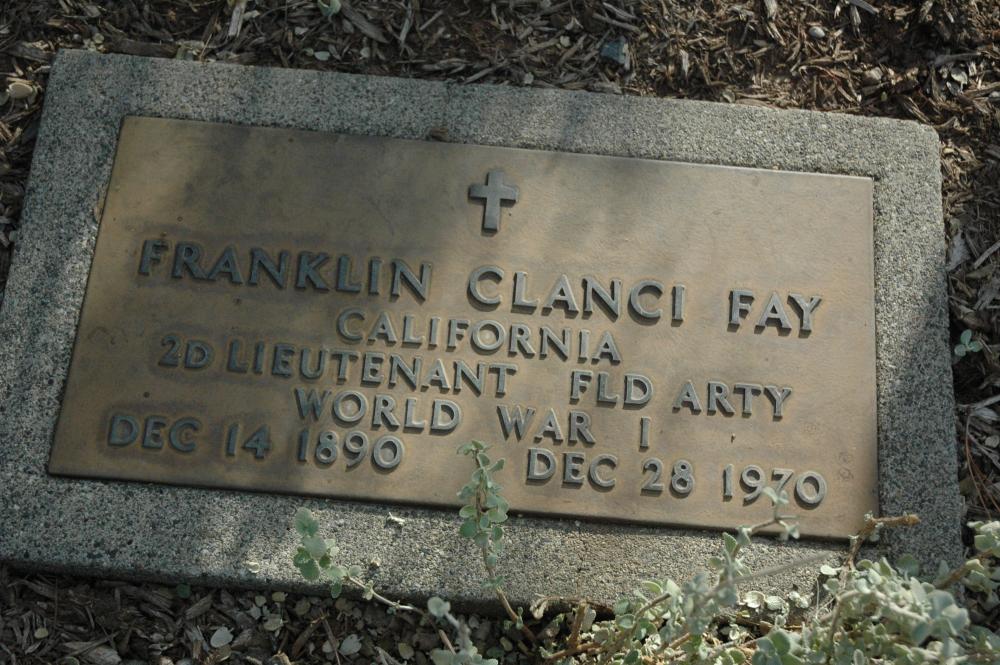 FRANKLIN CLANCI FAY
CALIFORNIA
2D LIEUTENANT FLD ARTY
WORLD WAR I
DEC 14 1890 DEC 28 1970